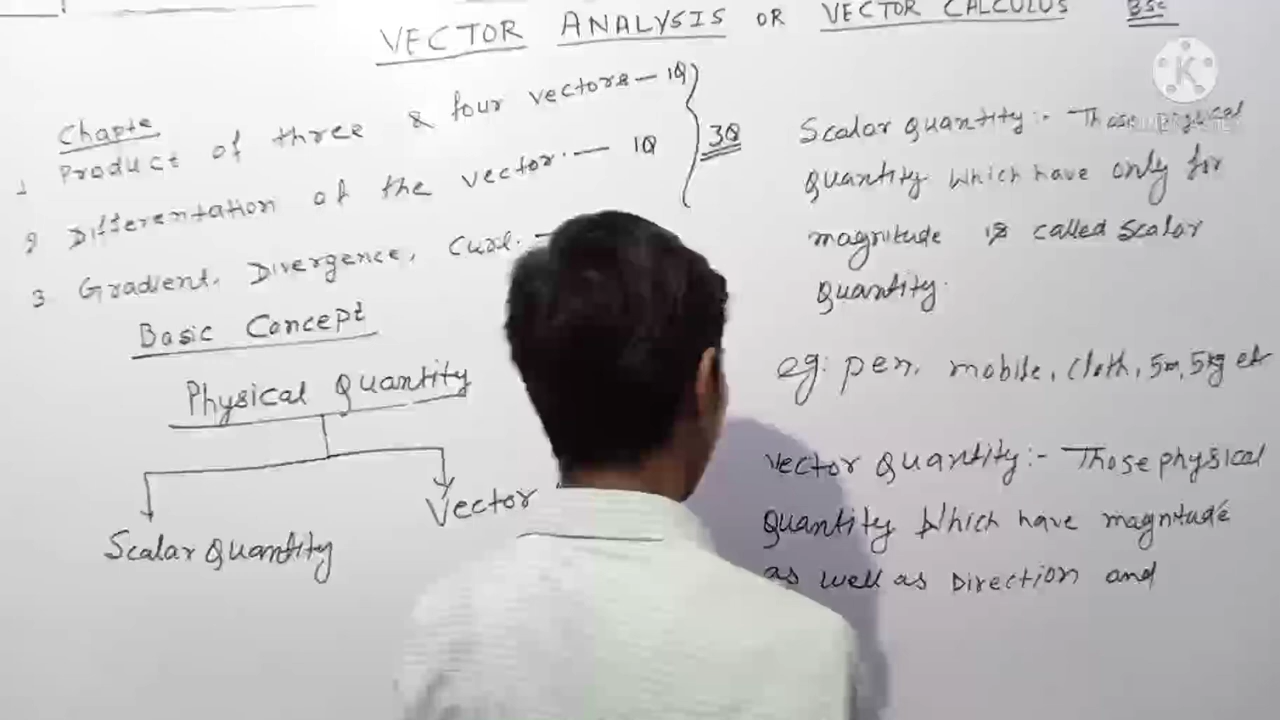 VECTOR ANALYSIS OR VECTOR CALCULUS BSc
Chapte
1 Product of three & four vectors — 1Q
2 Differentation of the vector. — 1Q
3Q
3 Gradient, Divergence, Curl. —
Basic Concept
Physical Quantity
Scalar Quantity
Vector
Scalar quantity:- Those physical
quantity which have only for
magnitude is called scalar
quantity.
eg: pen, mobile, cloth, 5m, 5kg etc
Vector Quantity:- Those physical
quantity which have magnitude
as well as Direction and
K